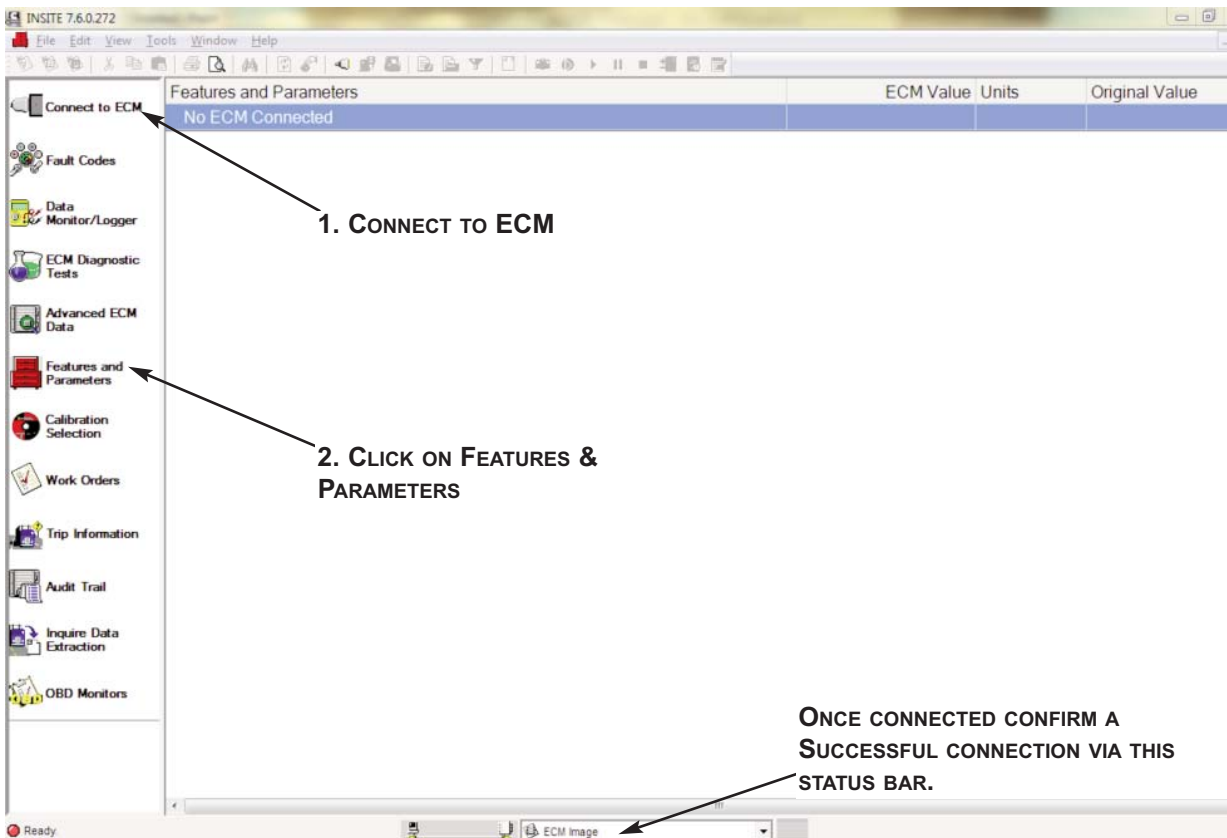 INSITE 7.6.0.272
File Edit View Tools Window Help
Features and Parameters ECM Value Units Original Value
No ECM Connected
Connect to ECM
Fault Codes
Data
Monitor/Logger
ECM Diagnostic
Tests
Advanced ECM
Data
Features and
Parameters
Calibration
Selection
Work Orders
Trip Information
Audit Trail
Inquire Data
Extraction
OBD Monitors
1. CONNECT TO ECM
2. CLICK ON FEATURES &
PARAMETERS
ONCE CONNECTED CONFIRM A
SUCCESSFUL CONNECTION VIA THIS
STATUS BAR.
Ready
ECM Image